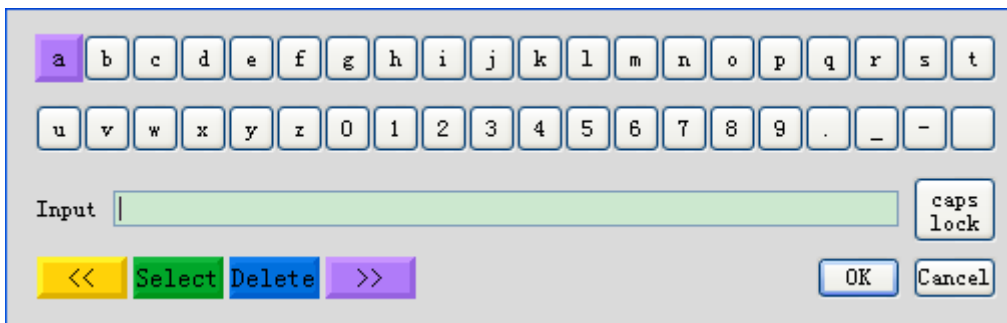 a b c d e f g h i j k l m n o p q r s t
u v w x y z 0 1 2 3 4 5 6 7 8 9 . _ -
Input caps
lock
<< Select Delete >> OK Cancel